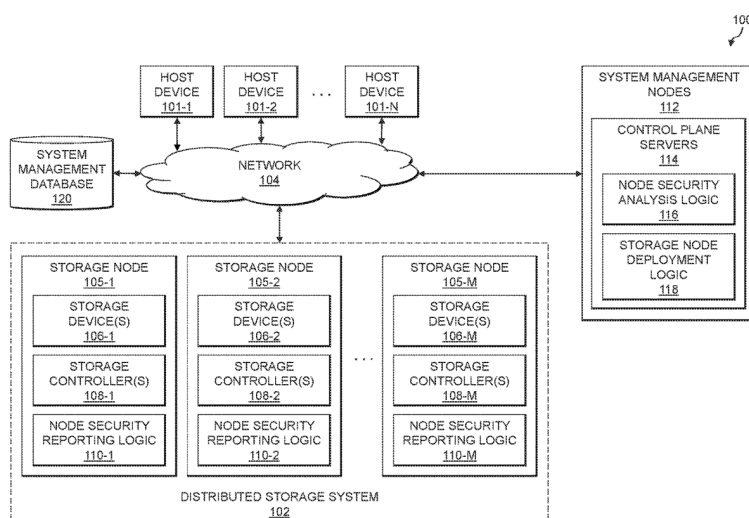 100
HOST DEVICE 101-1
HOST DEVICE 101-2
. . .
HOST DEVICE 101-N
SYSTEM MANAGEMENT NODES
112
CONTROL PLANE SERVERS
114
NODE SECURITY ANALYSIS LOGIC
116
STORAGE NODE DEPLOYMENT LOGIC
118
SYSTEM MANAGEMENT DATABASE
120
NETWORK
104
STORAGE NODE
105-1
STORAGE DEVICE(S)
106-1
STORAGE CONTROLLER(S)
108-1
NODE SECURITY REPORTING LOGIC
110-1
STORAGE NODE
105-2
STORAGE DEVICE(S)
106-2
STORAGE CONTROLLER(S)
108-2
NODE SECURITY REPORTING LOGIC
110-2
. . .
STORAGE NODE
105-M
STORAGE DEVICE(S)
106-M
STORAGE CONTROLLER(S)
108-M
NODE SECURITY REPORTING LOGIC
110-M
DISTRIBUTED STORAGE SYSTEM
102